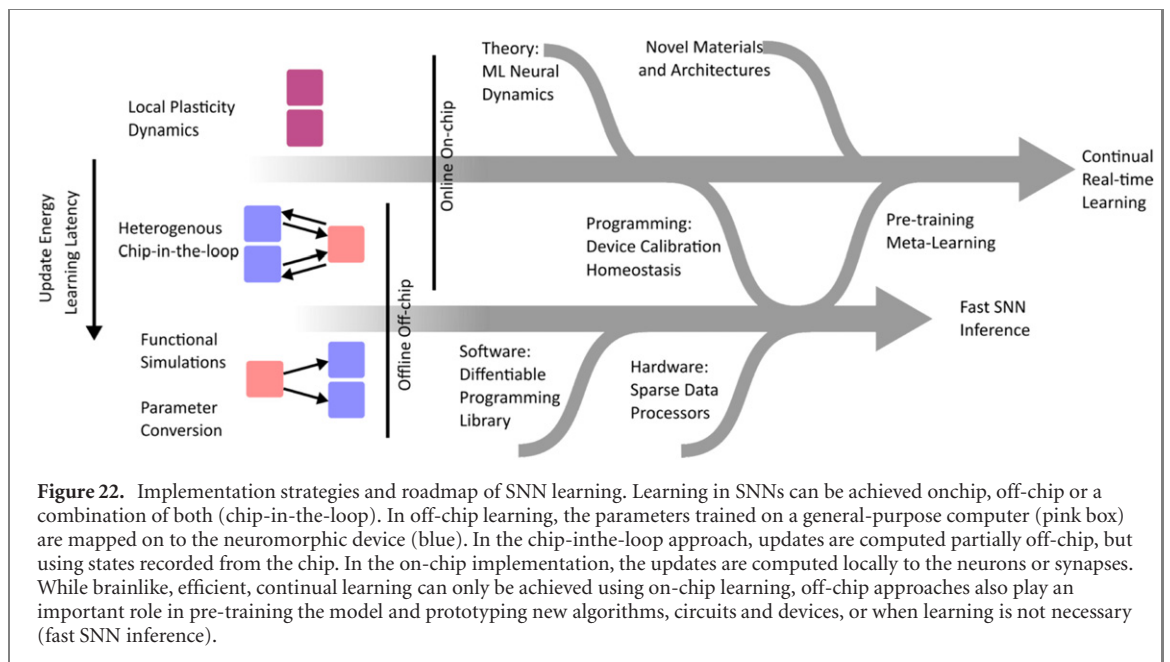 Theory:
ML Neural
Dynamics
Novel Materials
and Architectures
Local Plasticity
Dynamics
Online On-chip
Continual
Real-time
Learning
Update Energy
Learning Latency
Heterogenous
Chip-in-the-loop
Programming:
Device Calibration
Homeostasis
Pre-training
Meta-Learning
Fast SNN
Inference
Functional
Simulations
Parameter
Conversion
Offline Off-chip
Software:
Diffentiable
Programming
Library
Hardware:
Sparse Data
Processors
Figure 22. Implementation strategies and roadmap of SNN learning. Learning in SNNs can be achieved onchip, off-chip or a
combination of both (chip-in-the-loop). In off-chip learning, the parameters trained on a general-purpose computer (pink box)
are mapped on to the neuromorphic device (blue). In the chip-inthe-loop approach, updates are computed partially off-chip, but
using states recorded from the chip. In the on-chip implementation, the updates are computed locally to the neurons or synapses.
While brainlike, efficient, continual learning can only be achieved using on-chip learning, off-chip approaches also play an
important role in pre-training the model and prototyping new algorithms, circuits and devices, or when learning is not necessary
(fast SNN inference).